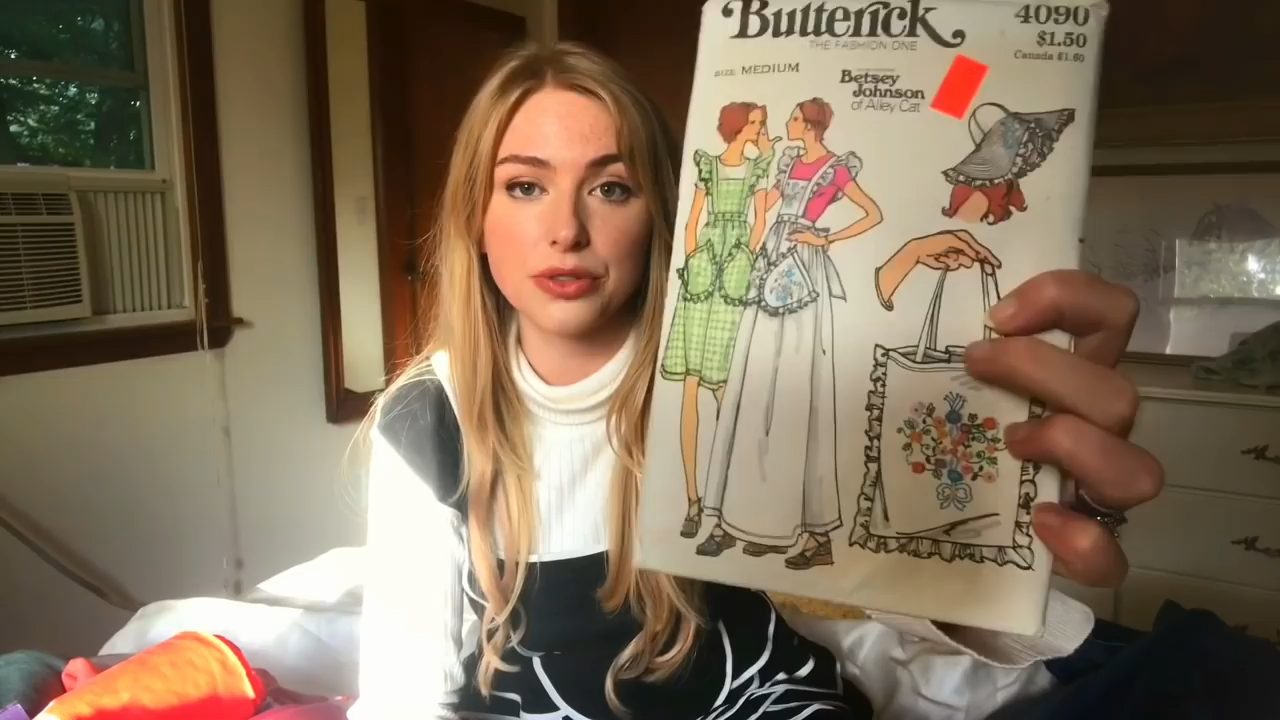 Butterick 4090
THE FASHION ONE $1.50
Canada $1.60
SIZE MEDIUM
Betsey
Johnson
of Alley Cat